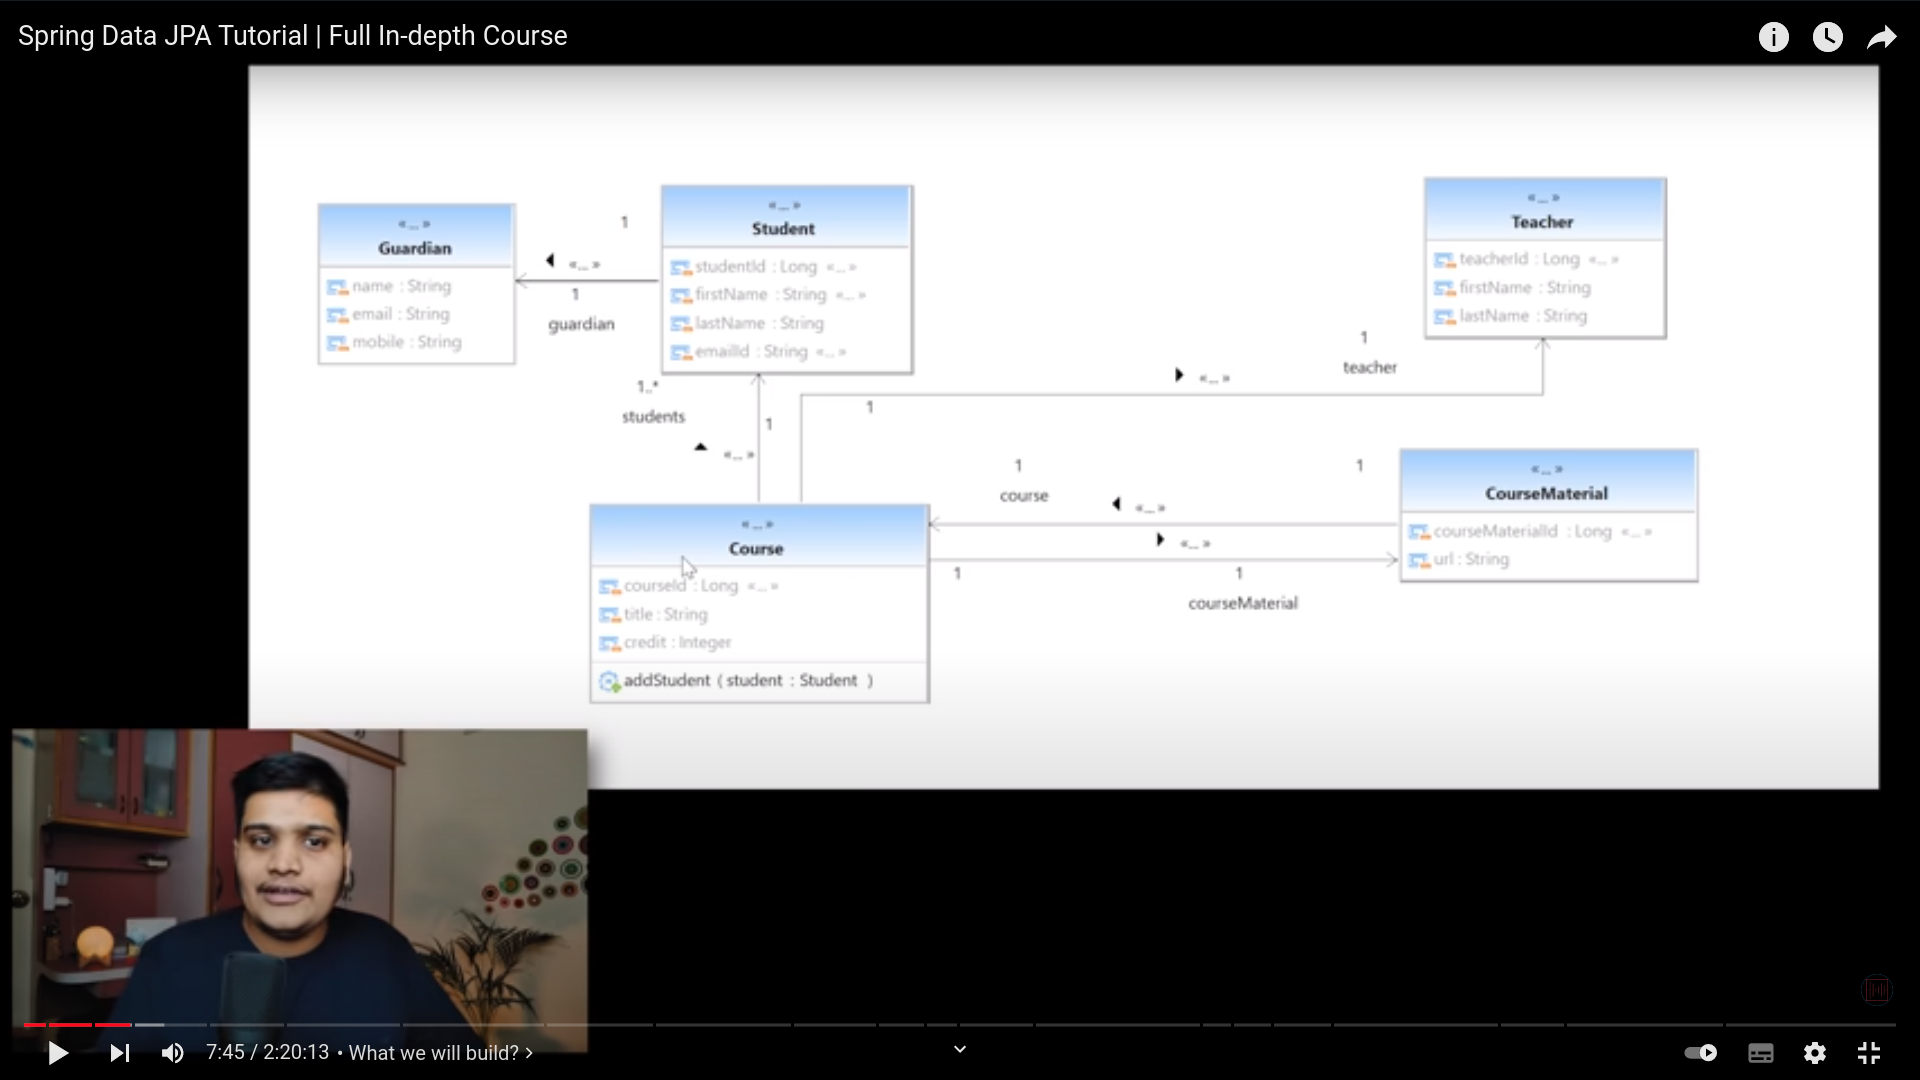 Spring Data JPA Tutorial | Full In-depth Course
«...»
Guardian
name : String
email : String
mobile : String
1
«...»
1
guardian
«...»
Student
studentId : Long «...»
firstName : String «...»
lastName : String
emailId : String «...»
«...»
Teacher
teacherId : Long «...»
firstName : String
lastName : String
1..*
students
1
«...»
1
«...»
1
teacher
1
course
«...»
1
«...»
1
1
courseMaterial
«...»
CourseMaterial
courseMaterialId : Long «...»
url : String
«...»
Course
courseId : Long «...»
title : String
credit : Integer
addStudent ( student : Student )
7:45 / 2:20:13 • What we will build? >